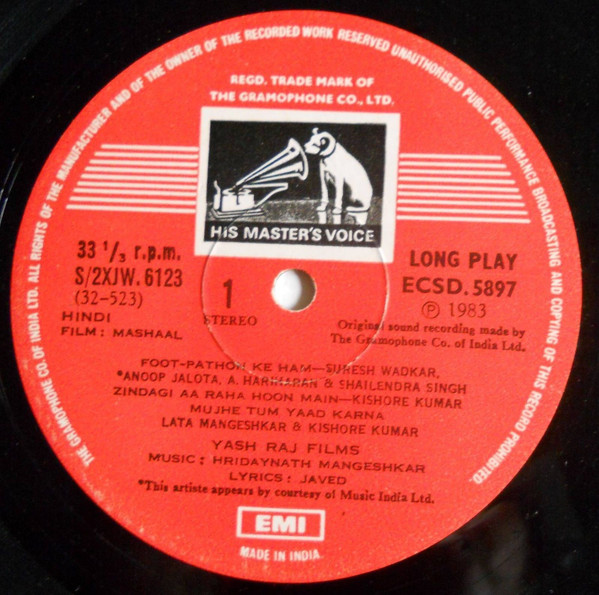 THE GRAMOPHONE CO. OF INDIA LTD. ALL RIGHTS OF THE MANUFACTURER AND OF THE OWNER OF THE RECORDED WORK RESERVED UNAUTHORISED PUBLIC PERFORMANCE BROADCASTING AND COPYING OF THIS RECORD PROHIBITED.
REGD. TRADE MARK OF
THE GRAMOPHONE CO., LTD.
HIS MASTER'S VOICE
33 1/3 r.p.m.
S/2XJW. 6123
(32-523)
HINDI
FILM : MASHAAL
1
STEREO
LONG PLAY
ECSD. 5897
℗ 1983
Original sound recording made by
The Gramophone Co. of India Ltd.
FOOT-PATHON KE HAM—SURESH WADKAR,
*ANOOP JALOTA, A. HARIHARAN & SHAILENDRA SINGH
ZINDAGI AA RAHA HOON MAIN—KISHORE KUMAR
MUJHE TUM YAAD KARNA
LATA MANGESHKAR & KISHORE KUMAR
YASH RAJ FILMS
MUSIC : HRIDAYNATH MANGESHKAR
LYRICS : JAVED
*This artiste appears by courtesy of Music India Ltd.
EMI
MADE IN INDIA